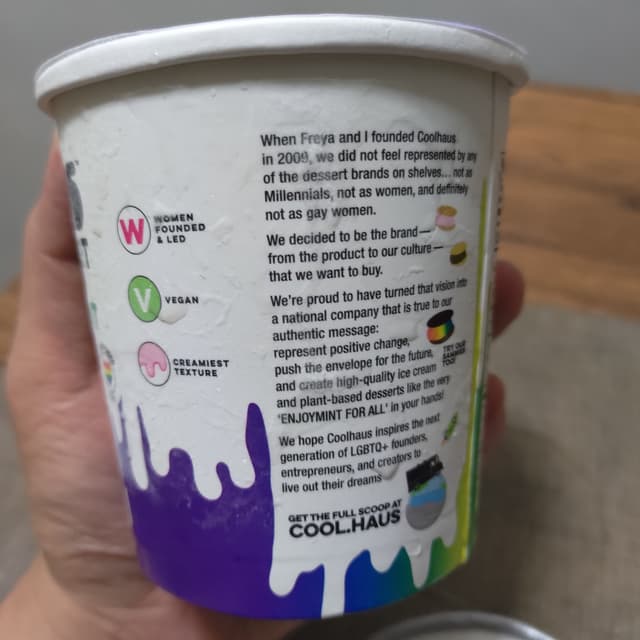 W
WOMEN
FOUNDED
& LED
V
VEGAN
CREAMIEST
TEXTURE
When Freya and I founded Coolhaus
in 2009, we did not feel represented by any
of the dessert brands on shelves... not as
Millennials, not as women, and definitely
not as gay women.
We decided to be the brand—
from the product to our culture—
that we want to buy.
We're proud to have turned that vision into
a national company that is true to our
authentic message:
represent positive change,
push the envelope for the future,
and create high-quality ice cream
and plant-based desserts like the very
'ENJOYMINT FOR ALL' in your hands!
TRY OUR
SAMMIES
TOO!
We hope Coolhaus inspires the next
generation of LGBTQ+ founders,
entrepreneurs, and creators to
live out their dreams
GET THE FULL SCOOP AT
COOL.HAUS